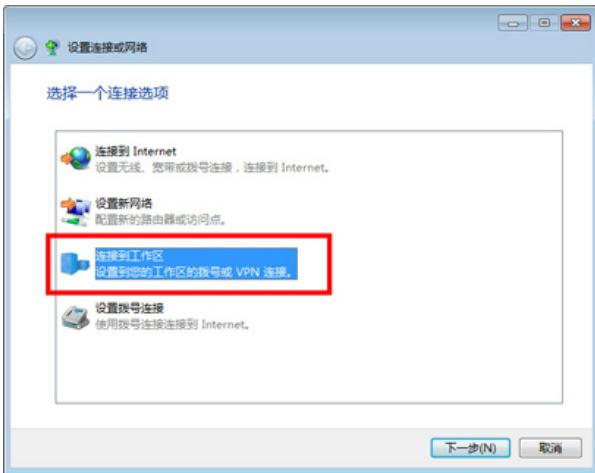 设置连接或网络
选择一个连接选项
连接到 Internet
设置无线、宽带或拨号连接，连接到 Internet。
设置新网络
配置新的路由器或访问点。
连接到工作区
设置到您的工作区的拨号或 VPN 连接。
设置拨号连接
使用拨号连接连接到 Internet。
下一步(N) 取消